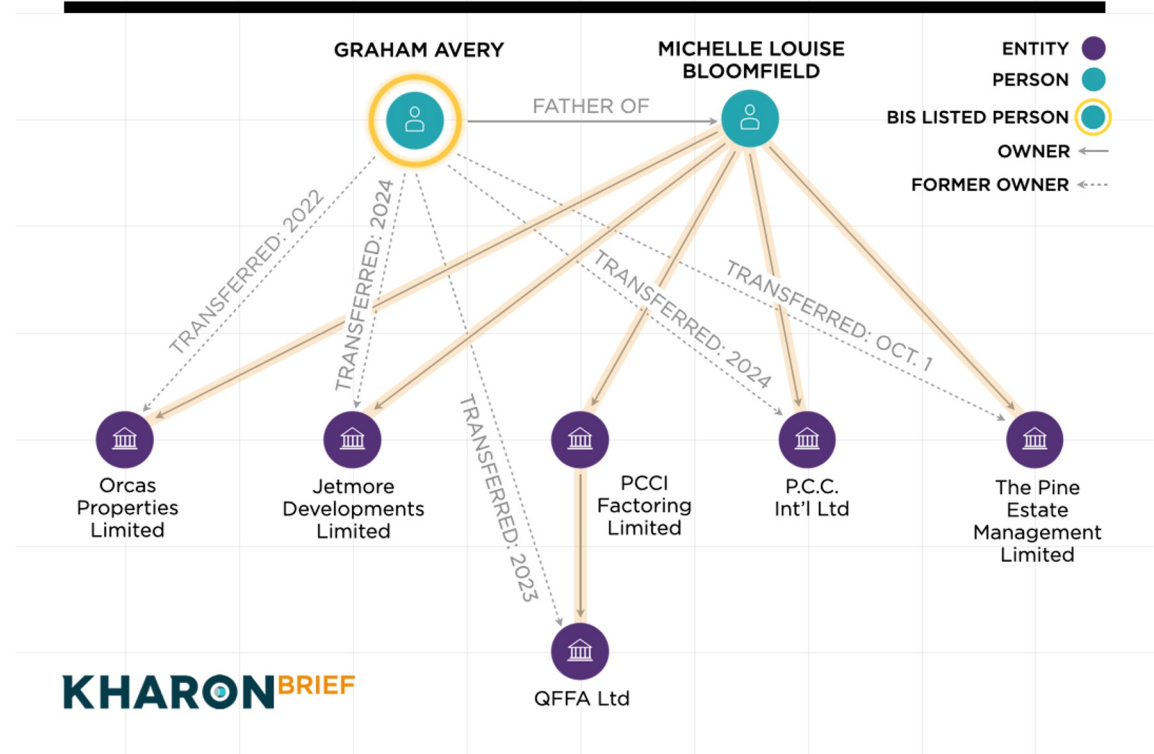 GRAHAM AVERY
MICHELLE LOUISE
BLOOMFIELD
ENTITY
PERSON
BIS LISTED PERSON
OWNER
FORMER OWNER
FATHER OF
TRANSFERRED: 2022
TRANSFERRED: 2024
TRANSFERRED: 2023
TRANSFERRED: 2024
TRANSFERRED: OCT. 1
Orcas
Properties
Limited
Jetmore
Developments
Limited
PCCI
Factoring
Limited
P.C.C.
Int’l Ltd
The Pine
Estate
Management
Limited
QFFA Ltd
KHARON BRIEF